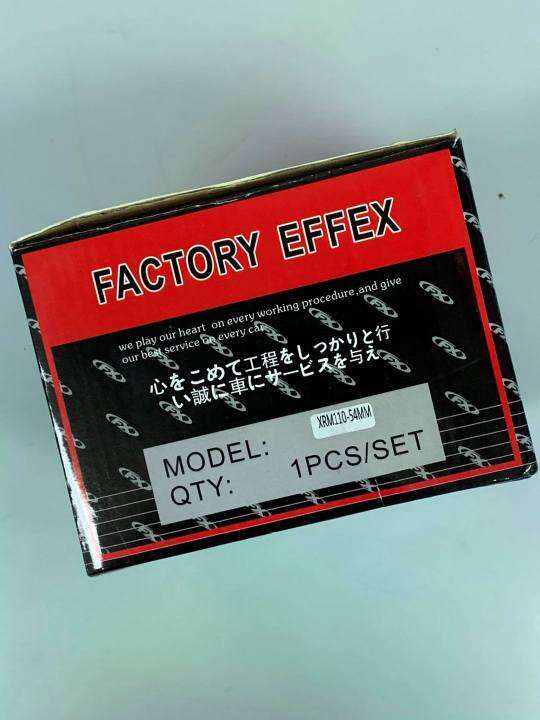 FACTORY EFFEX
we play our heart on every working procedure,and give
our best service on every car
心をこめて工程をしっかりと行
い誠に車にサービスを与え
MODEL: XRM110-54MM
QTY: 1PCS/SET